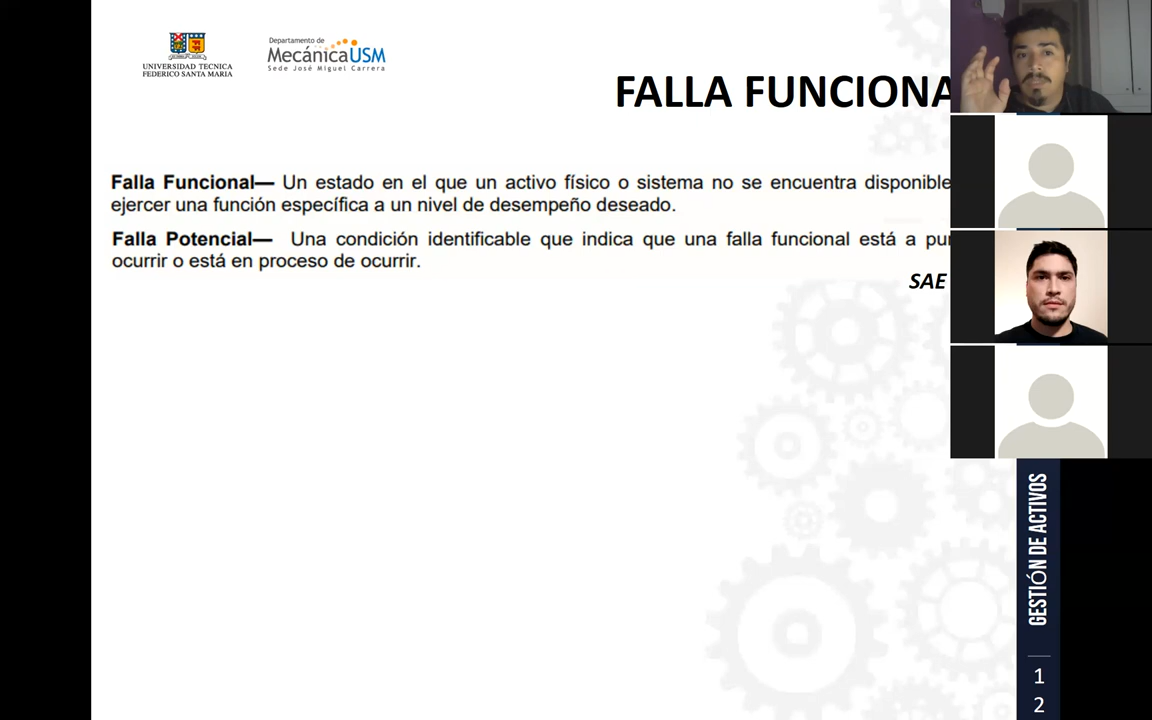 UNIVERSIDAD TECNICA
FEDERICO SANTA MARIA
Departamento de
MecánicaUSM
Sede José Miguel Carrera
FALLA FUNCIONA
Falla Funcional— Un estado en el que un activo físico o sistema no se encuentra disponible
ejercer una función específica a un nivel de desempeño deseado.
Falla Potencial— Una condición identificable que indica que una falla funcional está a pu
ocurrir o está en proceso de ocurrir.
SAE
GESTIÓN DE ACTIVOS
1
2